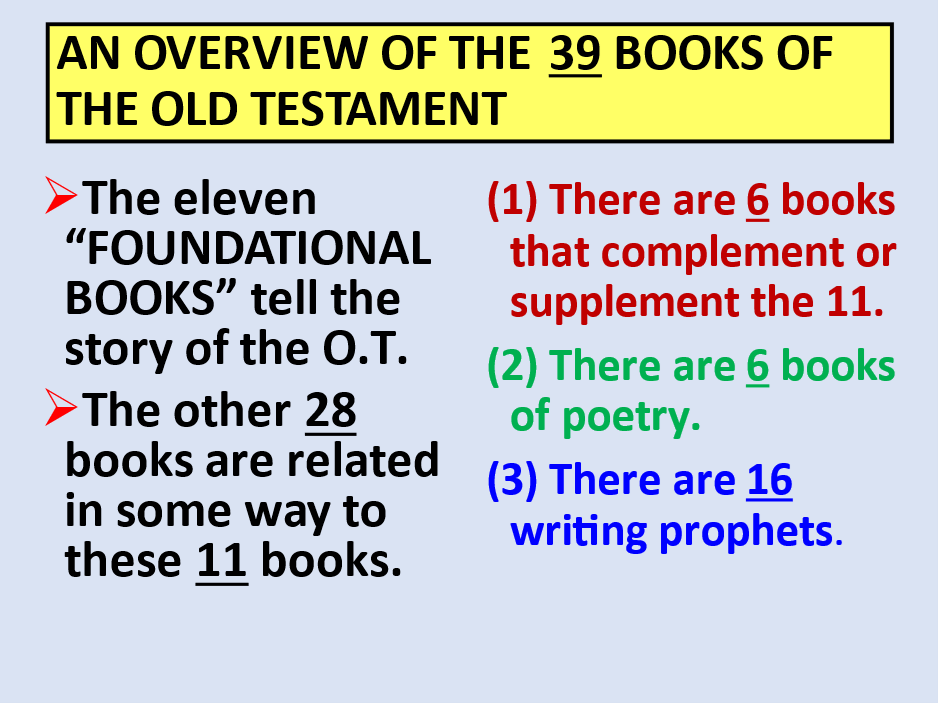 AN OVERVIEW OF THE 39 BOOKS OF
THE OLD TESTAMENT
The eleven
“FOUNDATIONAL
BOOKS” tell the
story of the O.T.
The other 28
books are related
in some way to
these 11 books.
(1) There are 6 books
that complement or
supplement the 11.
(2) There are 6 books
of poetry.
(3) There are 16
writing prophets.